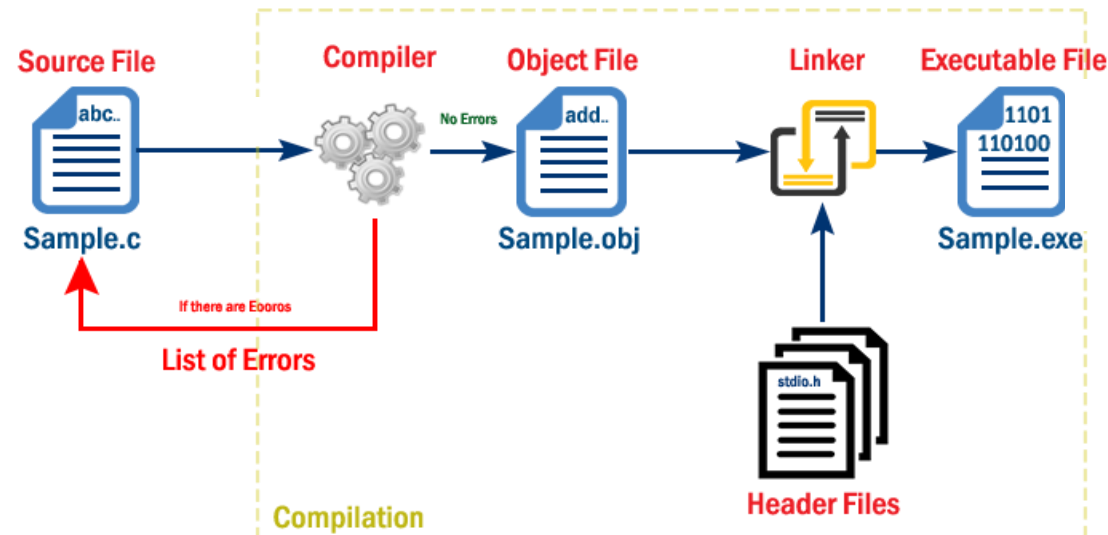 Source File
Compiler
Object File
Linker
Executable File
abc..
No Errors
add..
1101
110100
Sample.c
Sample.obj
Sample.exe
If there are Eooros
List of Errors
stdio.h
Header Files
Compilation